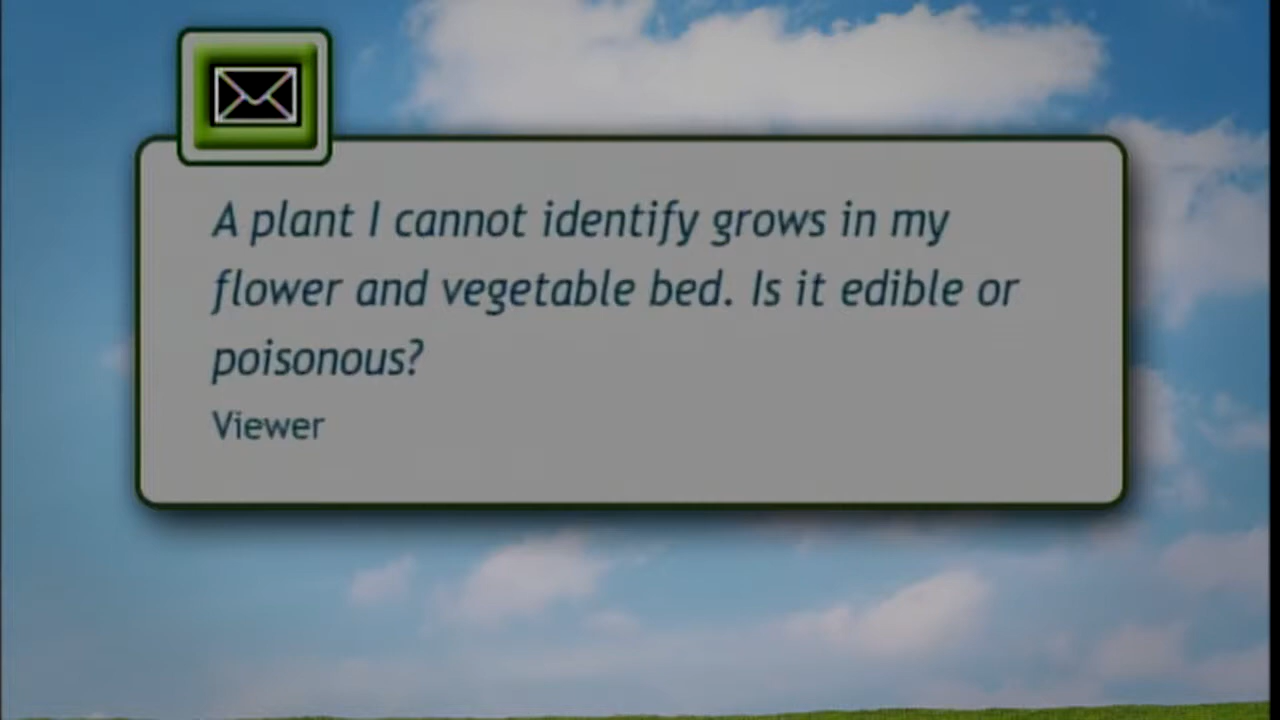 A plant I cannot identify grows in my
flower and vegetable bed. Is it edible or
poisonous?
Viewer